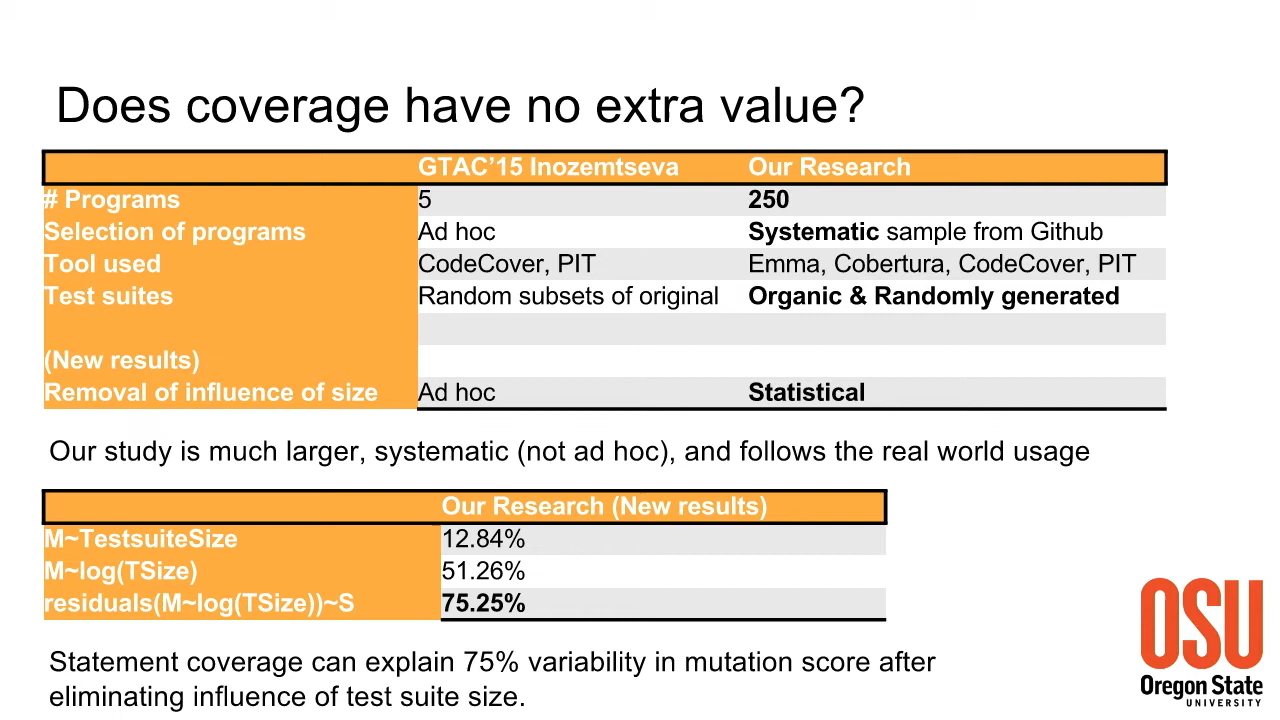 Does coverage have no extra value?
GTAC’15 Inozemtseva Our Research
# Programs 5 250
Selection of programs Ad hoc Systematic sample from Github
Tool used CodeCover, PIT Emma, Cobertura, CodeCover, PIT
Test suites Random subsets of original Organic & Randomly generated
(New results)
Removal of influence of size Ad hoc Statistical
Our study is much larger, systematic (not ad hoc), and follows the real world usage
Our Research (New results)
M~TestsuiteSize 12.84%
M~log(TSize) 51.26%
residuals(M~log(TSize))~S 75.25%
Statement coverage can explain 75% variability in mutation score after
eliminating influence of test suite size.
OSU
Oregon State
UNIVERSITY